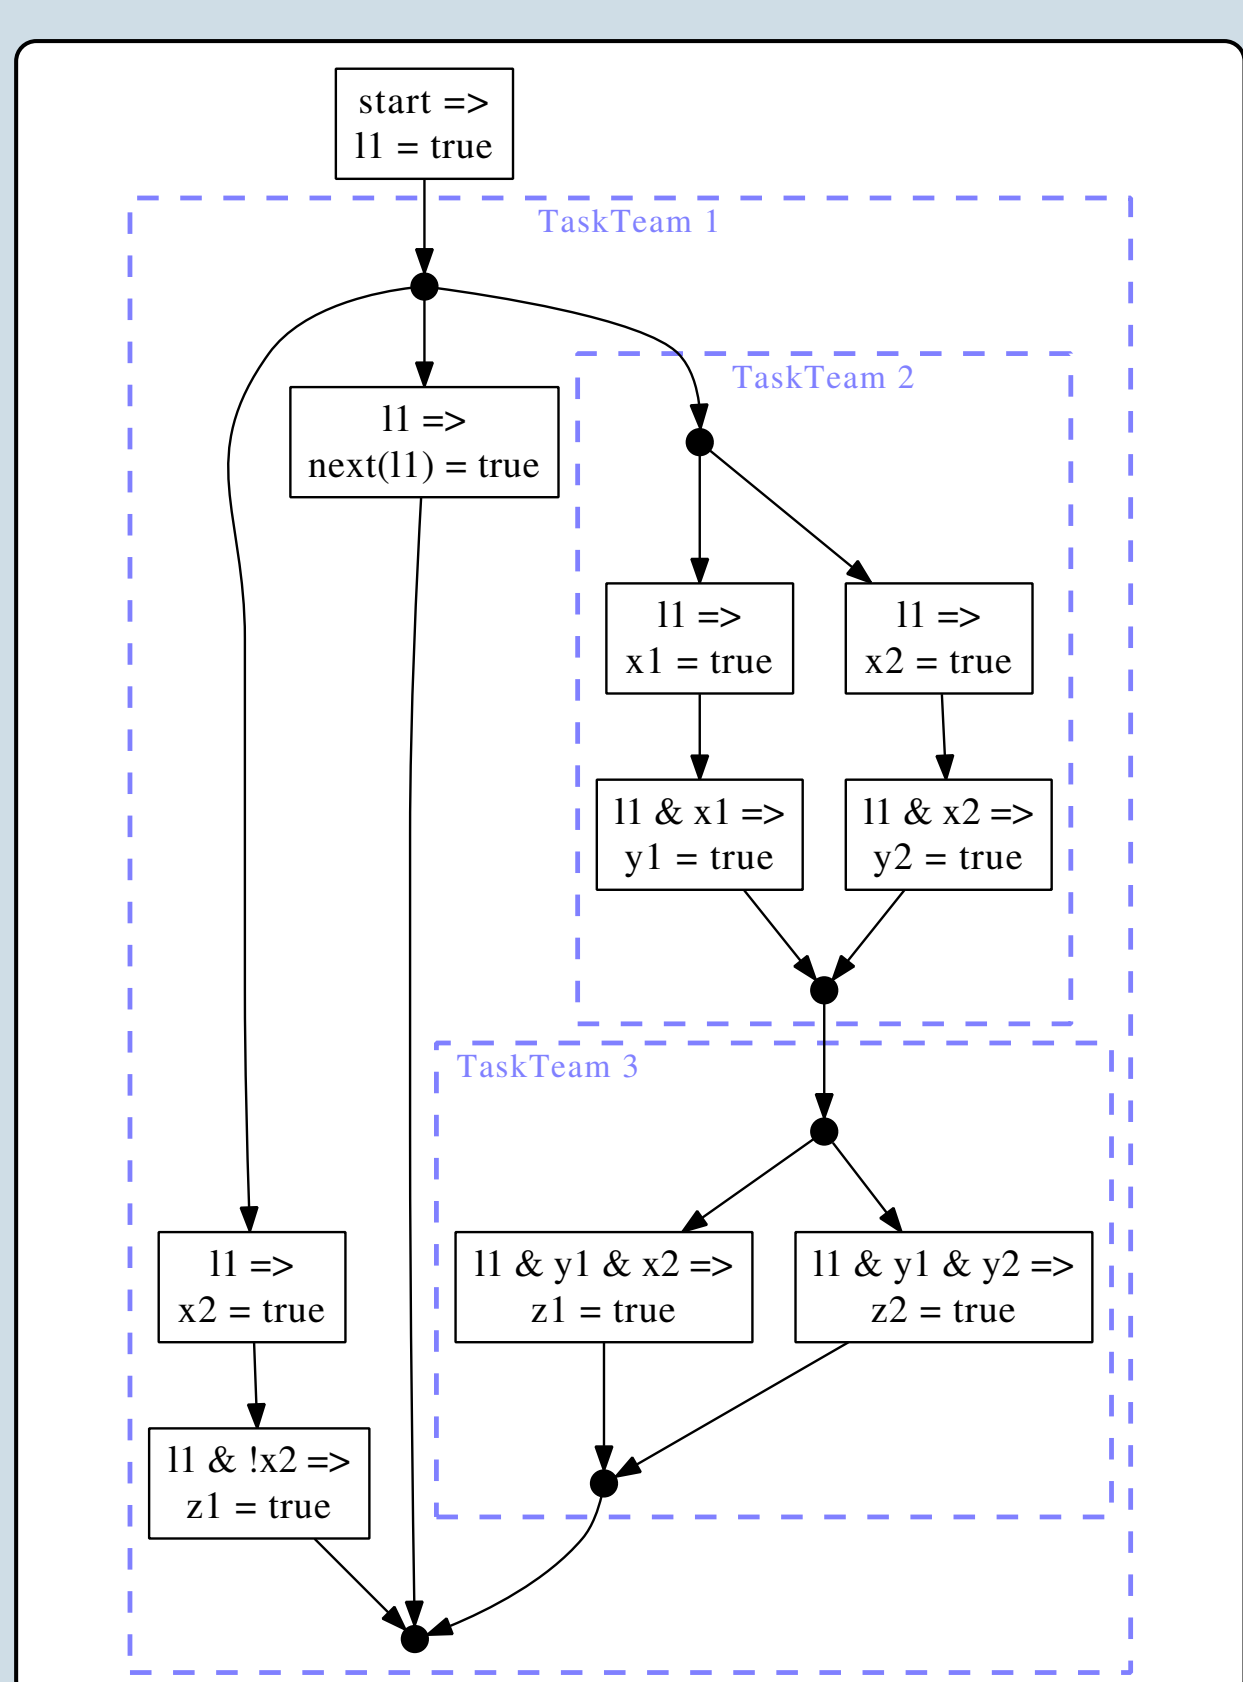 start =>
l1 = true
TaskTeam 1
TaskTeam 2
l1 =>
next(l1) = true
l1 =>
x1 = true
l1 =>
x2 = true
l1 & x1 =>
y1 = true
l1 & x2 =>
y2 = true
TaskTeam 3
l1 =>
x2 = true
l1 & y1 & x2 =>
z1 = true
l1 & y1 & y2 =>
z2 = true
l1 & !x2 =>
z1 = true